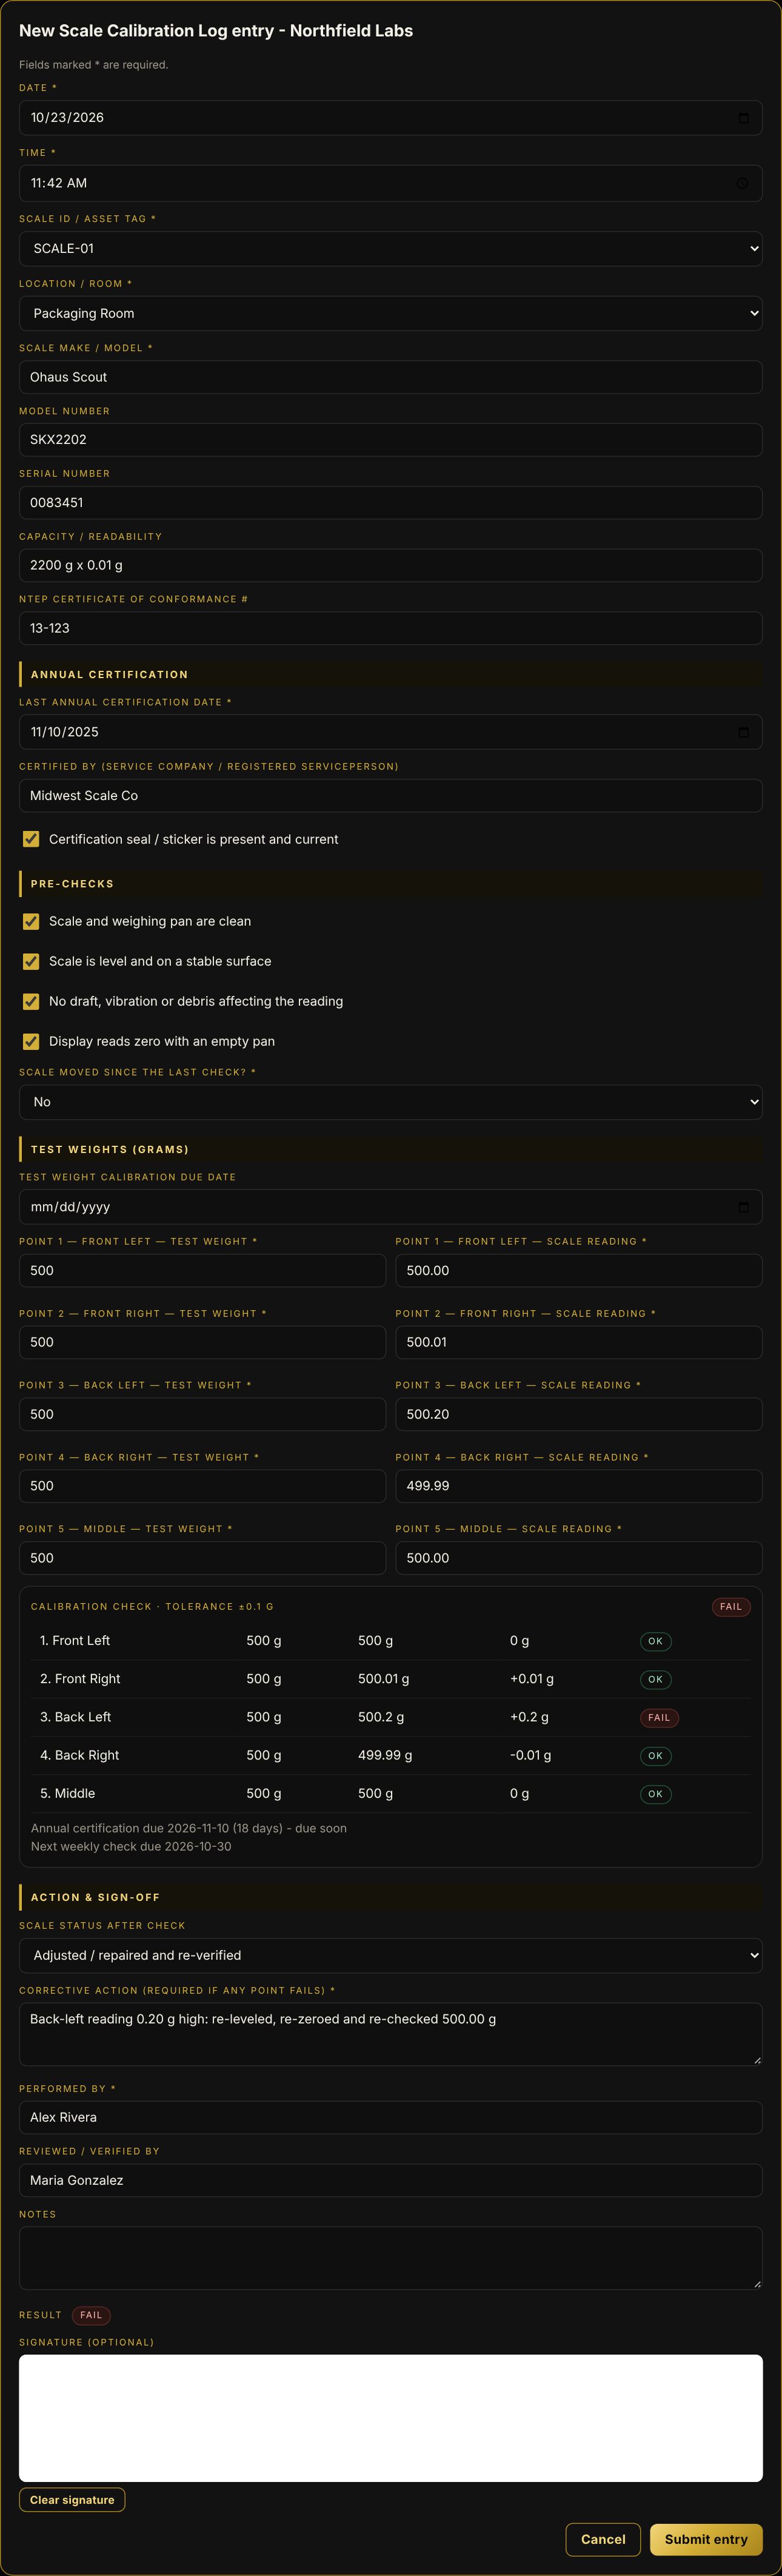 New Scale Calibration Log entry - Northfield Labs
Fields marked * are required.
DATE *
10/23/2026
TIME *
11:42 AM
SCALE ID / ASSET TAG *
SCALE-01
LOCATION / ROOM *
Packaging Room
SCALE MAKE / MODEL *
Ohaus Scout
MODEL NUMBER
SKX2202
SERIAL NUMBER
0083451
CAPACITY / READABILITY
2200 g x 0.01 g
NTEP CERTIFICATE OF CONFORMANCE #
13-123
ANNUAL CERTIFICATION
LAST ANNUAL CERTIFICATION DATE *
11/10/2025
CERTIFIED BY (SERVICE COMPANY / REGISTERED SERVICEPERSON)
Midwest Scale Co
Certification seal / sticker is present and current
PRE-CHECKS
Scale and weighing pan are clean
Scale is level and on a stable surface
No draft, vibration or debris affecting the reading
Display reads zero with an empty pan
SCALE MOVED SINCE THE LAST CHECK? *
No
TEST WEIGHTS (GRAMS)
TEST WEIGHT CALIBRATION DUE DATE
mm/dd/yyyy
POINT 1 — FRONT LEFT — TEST WEIGHT * POINT 1 — FRONT LEFT — SCALE READING *
500 500.00
POINT 2 — FRONT RIGHT — TEST WEIGHT * POINT 2 — FRONT RIGHT — SCALE READING *
500 500.01
POINT 3 — BACK LEFT — TEST WEIGHT * POINT 3 — BACK LEFT — SCALE READING *
500 500.20
POINT 4 — BACK RIGHT — TEST WEIGHT * POINT 4 — BACK RIGHT — SCALE READING *
500 499.99
POINT 5 — MIDDLE — TEST WEIGHT * POINT 5 — MIDDLE — SCALE READING *
500 500.00
CALIBRATION CHECK · TOLERANCE ±0.1 G FAIL
1. Front Left 500 g 500 g 0 g OK
2. Front Right 500 g 500.01 g +0.01 g OK
3. Back Left 500 g 500.2 g +0.2 g FAIL
4. Back Right 500 g 499.99 g -0.01 g OK
5. Middle 500 g 500 g 0 g OK
Annual certification due 2026-11-10 (18 days) - due soon
Next weekly check due 2026-10-30
ACTION & SIGN-OFF
SCALE STATUS AFTER CHECK
Adjusted / repaired and re-verified
CORRECTIVE ACTION (REQUIRED IF ANY POINT FAILS) *
Back-left reading 0.20 g high: re-leveled, re-zeroed and re-checked 500.00 g
PERFORMED BY *
Alex Rivera
REVIEWED / VERIFIED BY
Maria Gonzalez
NOTES
RESULT FAIL
SIGNATURE (OPTIONAL)
Clear signature
Cancel Submit entry